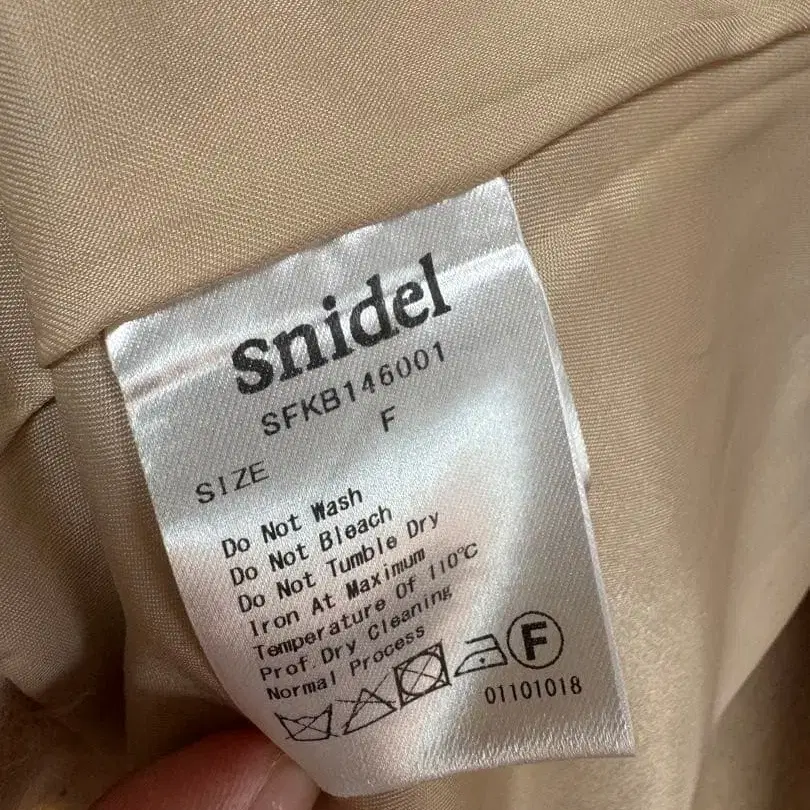 snidel
SFKB146001
SIZE F
Do Not Wash
Do Not Bleach
Do Not Tumble Dry
Iron At Maximum
Temperature Of 110℃
Prof. Dry Cleaning
Normal Process
F
01101018